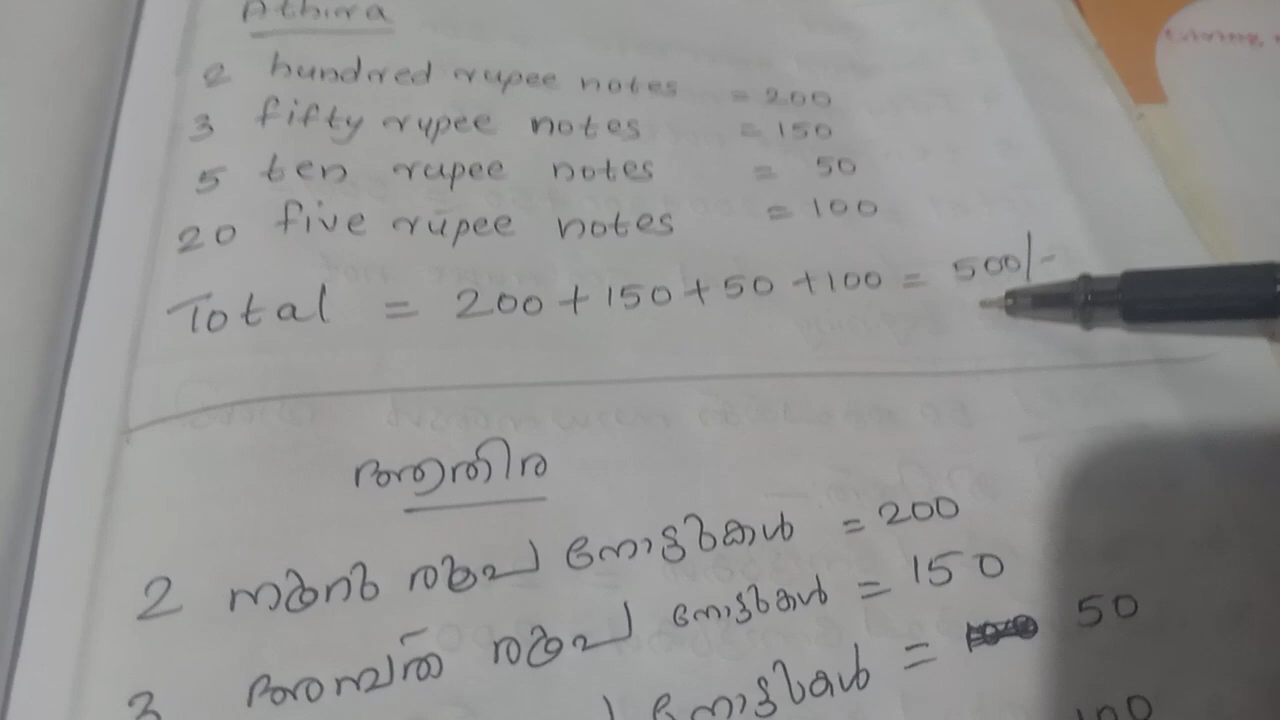 Athira
2 hundred rupee notes = 200
3 fifty rupee notes = 150
5 ten rupee notes = 50
20 five rupee notes = 100
Total = 200 + 150 + 50 + 100 = 500/-
ആതിര
2 നൂറു രൂപ നോട്ടുകൾ = 200
3 അമ്പത് രൂപ നോട്ടുകൾ = 150
നോട്ടുകൾ = 50
100